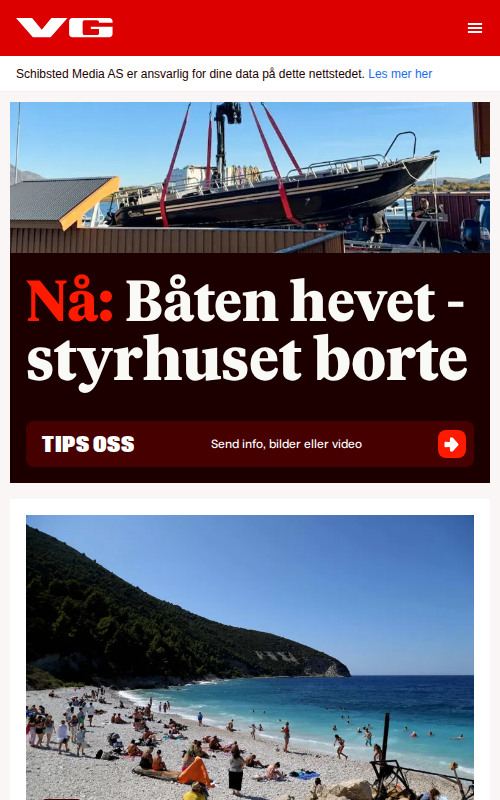 VG
Schibsted Media AS er ansvarlig for dine data på dette nettstedet. Les mer her
Nå: Båten hevet -
styrhuset borte
TIPS OSS
Send info, bilder eller video